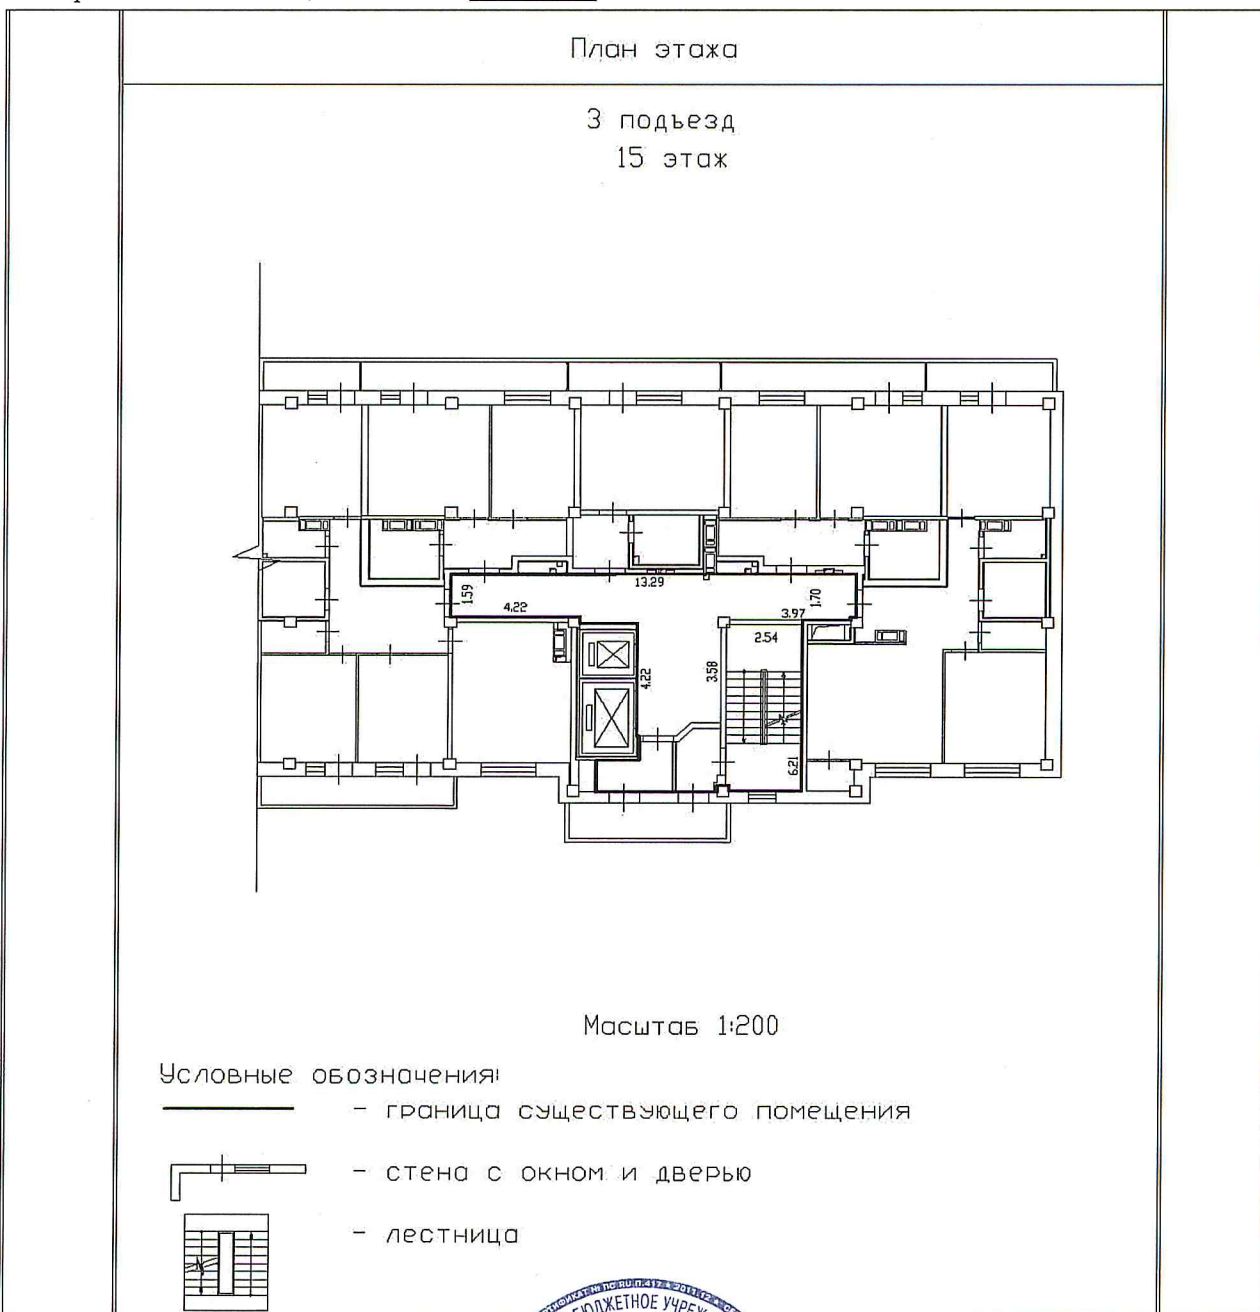 План этажа
3 подъезд
15 этаж
13.29
1.59
4.22
1.70
3.97
2.54
4.22
3.58
6.21
Масштаб 1:200
Условные обозначения:
- граница существующего помещения
- стена с окном и дверью
- лестница
БЮДЖЕТНОЕ